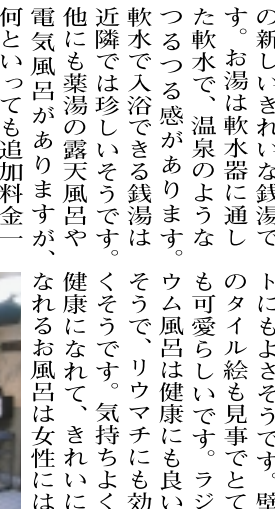 の新しいきれいな銭湯で
す。お湯は軟水器に通し
た軟水で、温泉のような
つるつる感があります。
軟水で入浴できる銭湯は
近隣では珍しいそうです。
他にも薬湯の露天風呂や
電気風呂がありますが、
何といっても追加料金一
トにもよさそうです。壁
のタイル絵も見事でとて
も可愛らしいです。ラジ
ウム風呂は健康にも良い
そうで、リウマチにも効
くそうです。気持ちよく
健康になれて、きれいに
なれるお風呂は女性には